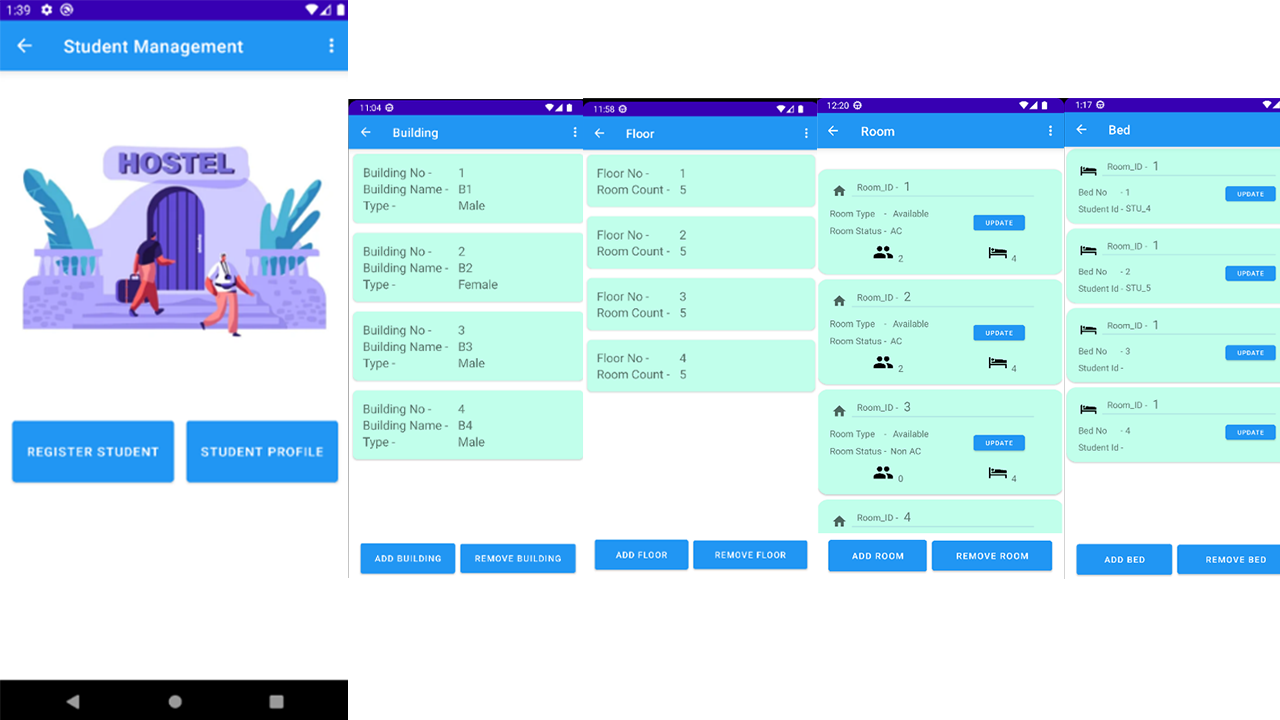 1:39
Student Management
HOSTEL
REGISTER STUDENT
STUDENT PROFILE
11:04
Building
Building No - 1
Building Name - B1
Type - Male
Building No - 2
Building Name - B2
Type - Female
Building No - 3
Building Name - B3
Type - Male
Building No - 4
Building Name - B4
Type - Male
ADD BUILDING
REMOVE BUILDING
11:58
Floor
Floor No - 1
Room Count - 5
Floor No - 2
Room Count - 5
Floor No - 3
Room Count - 5
Floor No - 4
Room Count - 5
ADD FLOOR
REMOVE FLOOR
12:20
Room
Room_ID - 1
Room Type - Available
UPDATE
Room Status - AC
2 4
Room_ID - 2
Room Type - Available
UPDATE
Room Status - AC
2 4
Room_ID - 3
Room Type - Available
UPDATE
Room Status - Non AC
0 4
Room_ID - 4
ADD ROOM
REMOVE ROOM
1:17
Bed
Room_ID - 1
Bed No - 1
UPDATE
Student Id - STU_4
Room_ID - 1
Bed No - 2
UPDATE
Student Id - STU_5
Room_ID - 1
Bed No - 3
UPDATE
Student Id -
Room_ID - 1
Bed No - 4
UPDATE
Student Id -
ADD BED
REMOVE BED